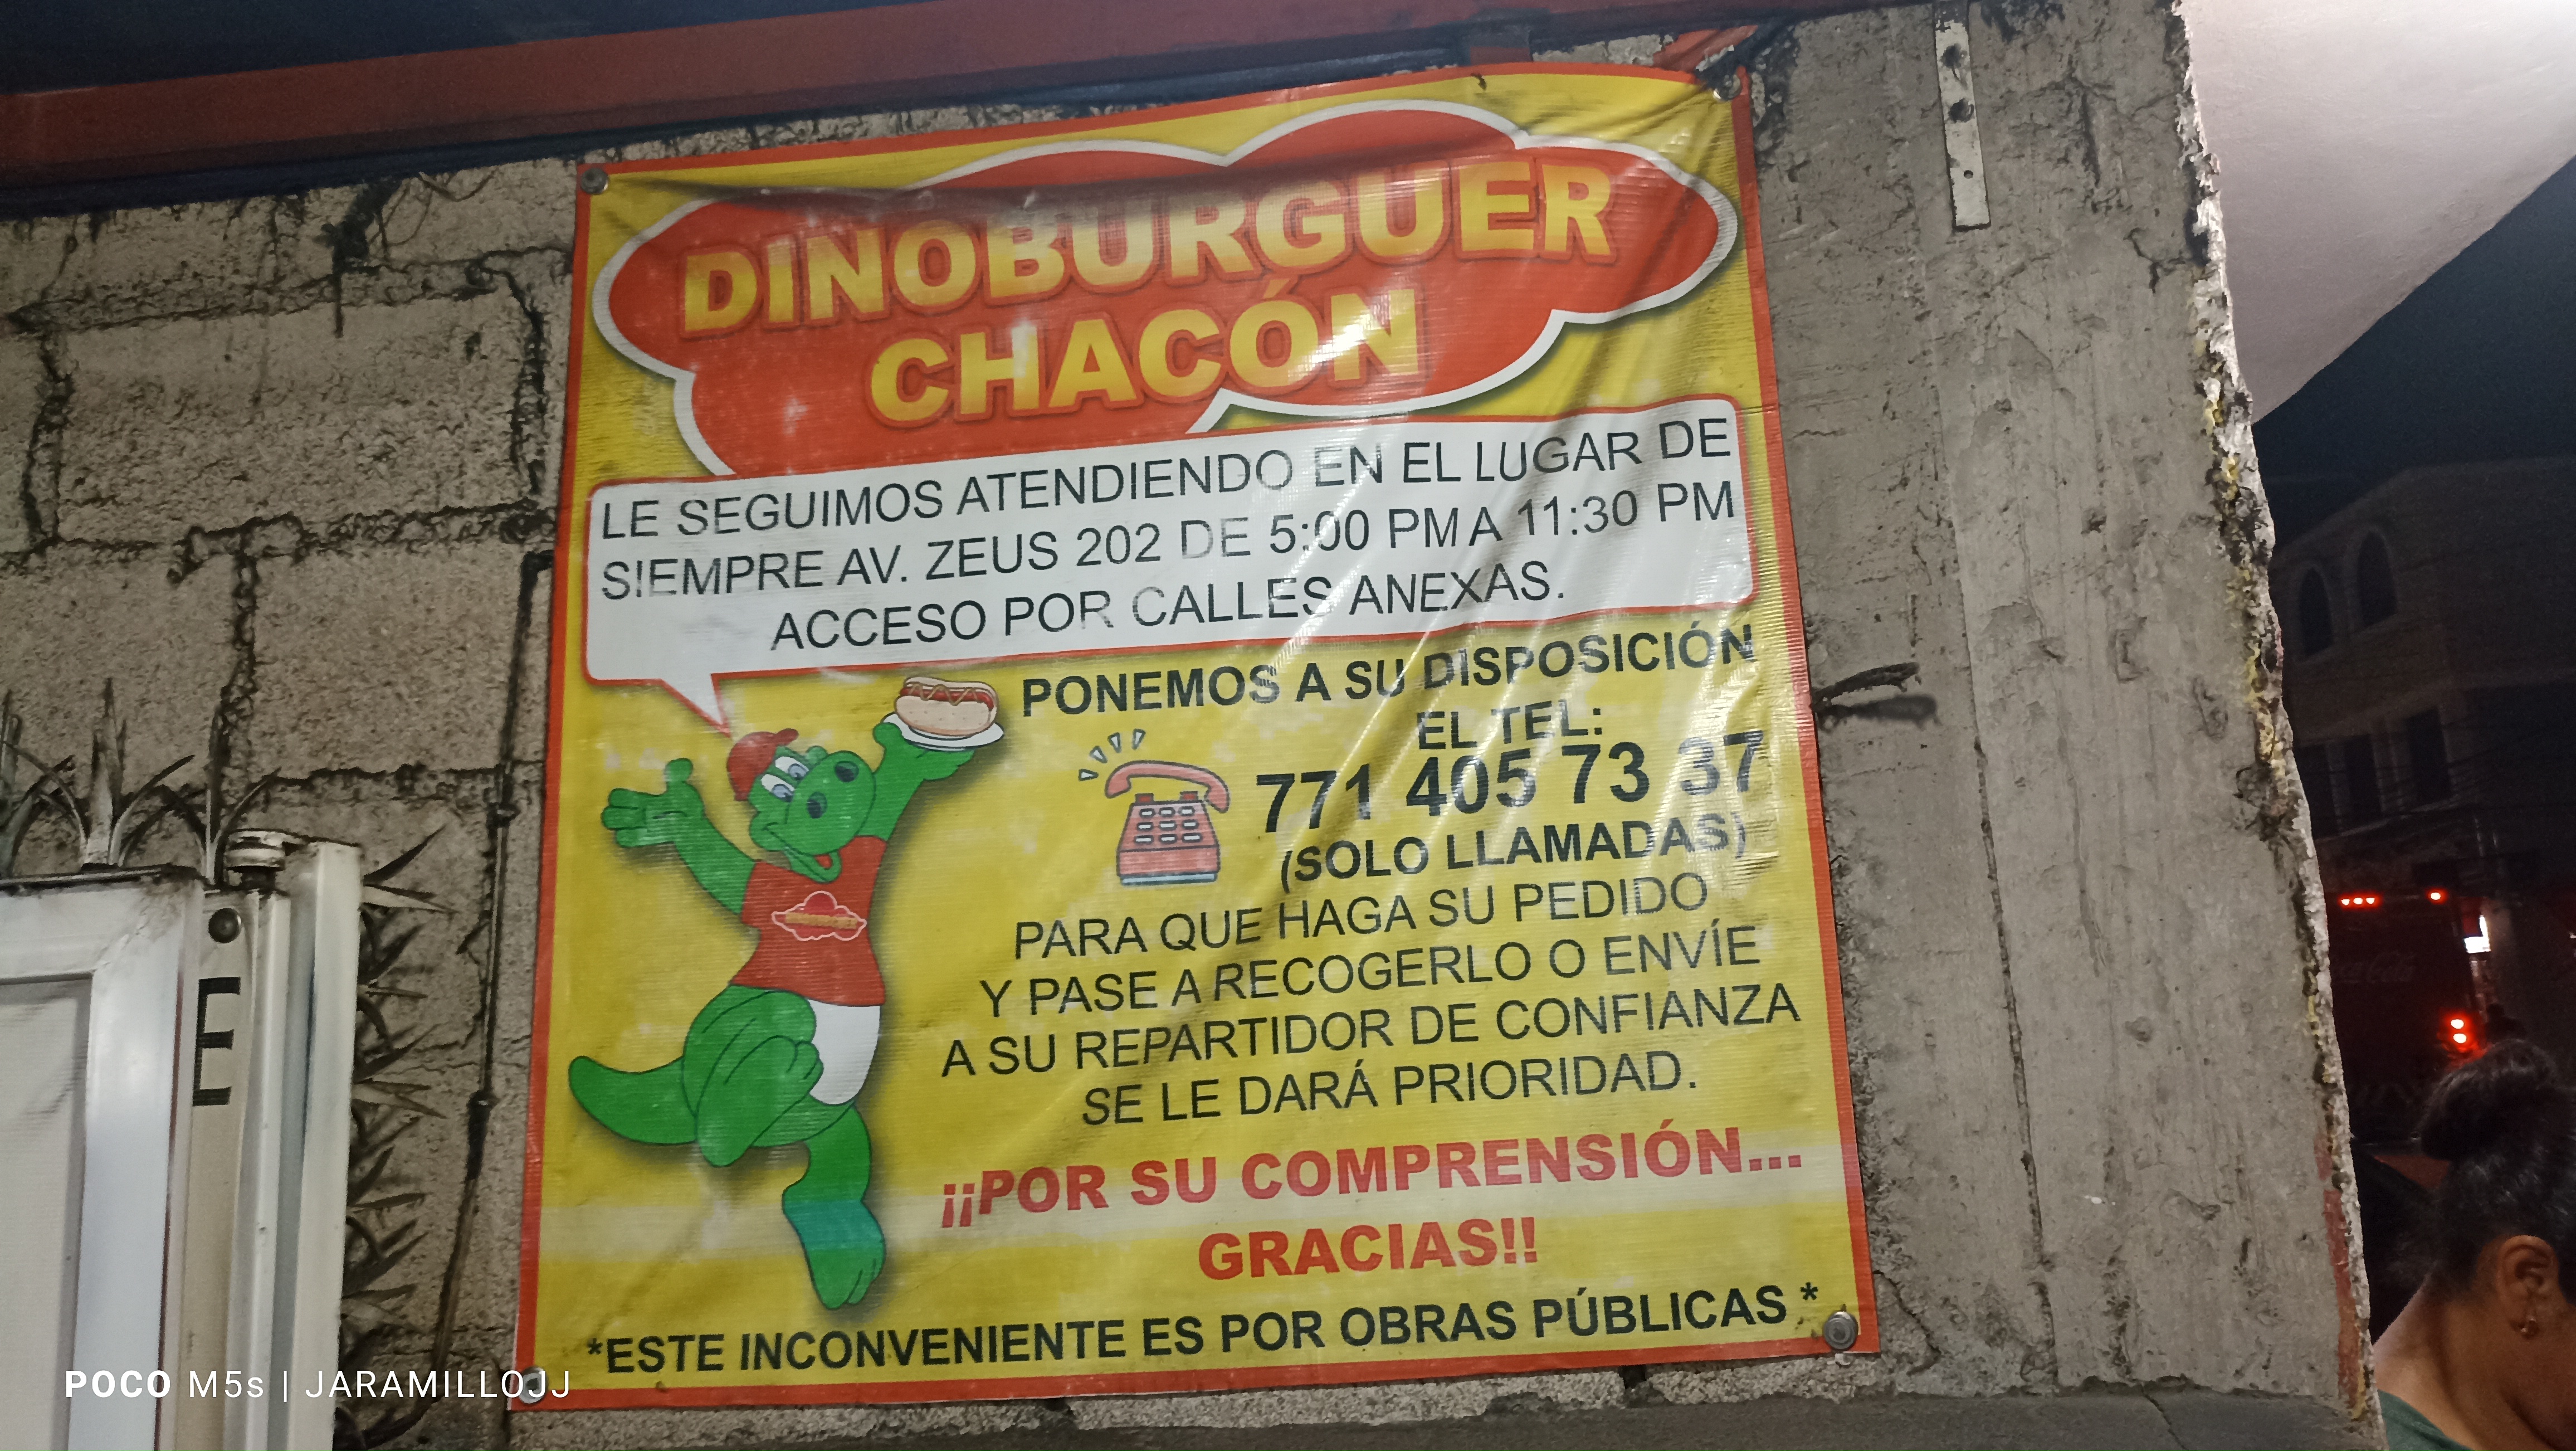 DINOBURGUER
CHACÓN
LE SEGUIMOS ATENDIENDO EN EL LUGAR DE
SIEMPRE AV. ZEUS 202 DE 5:00 PM A 11:30 PM
ACCESO POR CALLES ANEXAS.
PONEMOS A SU DISPOSICIÓN
EL TEL:
771 405 73 37
(SOLO LLAMADAS)
PARA QUE HAGA SU PEDIDO
Y PASE A RECOGERLO O ENVÍE
A SU REPARTIDOR DE CONFIANZA
SE LE DARÁ PRIORIDAD.
¡¡POR SU COMPRENSIÓN...
GRACIAS!!
*ESTE INCONVENIENTE ES POR OBRAS PÚBLICAS *
E
POCO M5s | JARAMILLOJJ